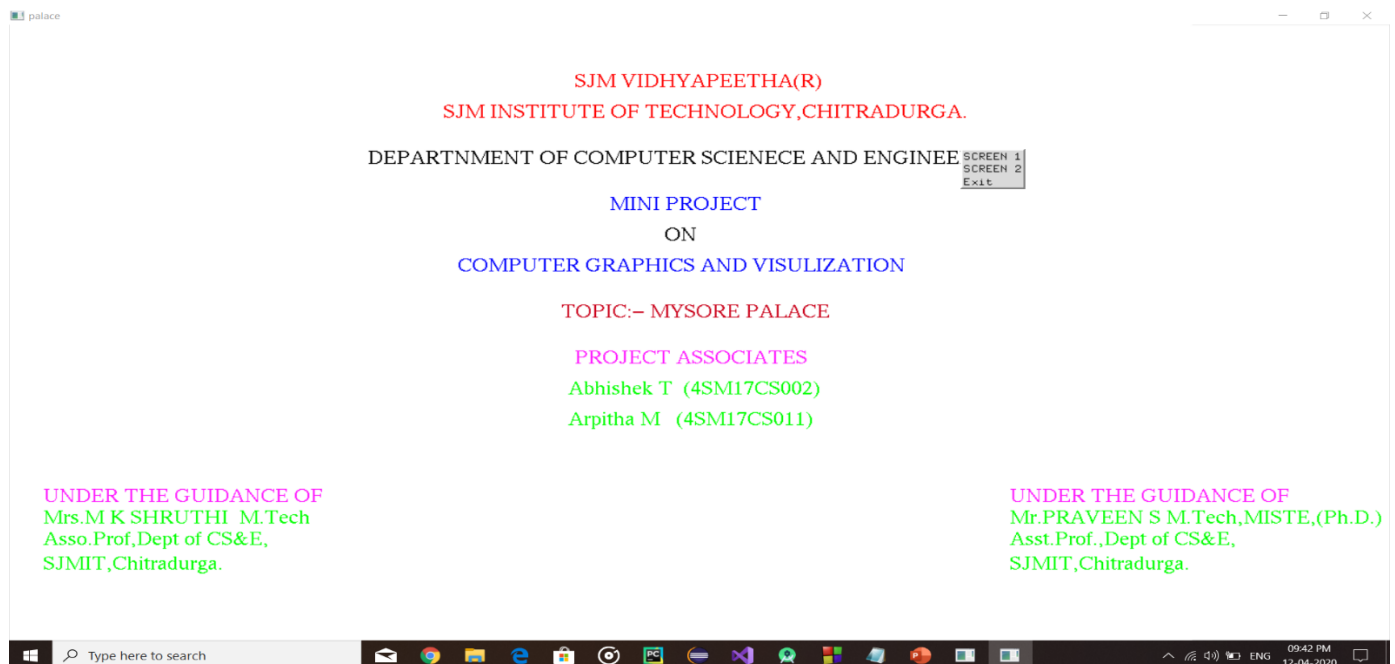 palace
SJM VIDHYAPEETHA(R)
SJM INSTITUTE OF TECHNOLOGY,CHITRADURGA.
DEPARTNMENT OF COMPUTER SCIENECE AND ENGINEE
SCREEN 1
SCREEN 2
Exit
MINI PROJECT
ON
COMPUTER GRAPHICS AND VISULIZATION
TOPIC:– MYSORE PALACE
PROJECT ASSOCIATES
Abhishek T (4SM17CS002)
Arpitha M (4SM17CS011)
UNDER THE GUIDANCE OF
Mrs.M K SHRUTHI M.Tech
Asso.Prof,Dept of CS&E,
SJMIT,Chitradurga.
UNDER THE GUIDANCE OF
Mr.PRAVEEN S M.Tech,MISTE,(Ph.D.)
Asst.Prof.,Dept of CS&E,
SJMIT,Chitradurga.
Type here to search
PC
ENG
09:42 PM
12-04-2020